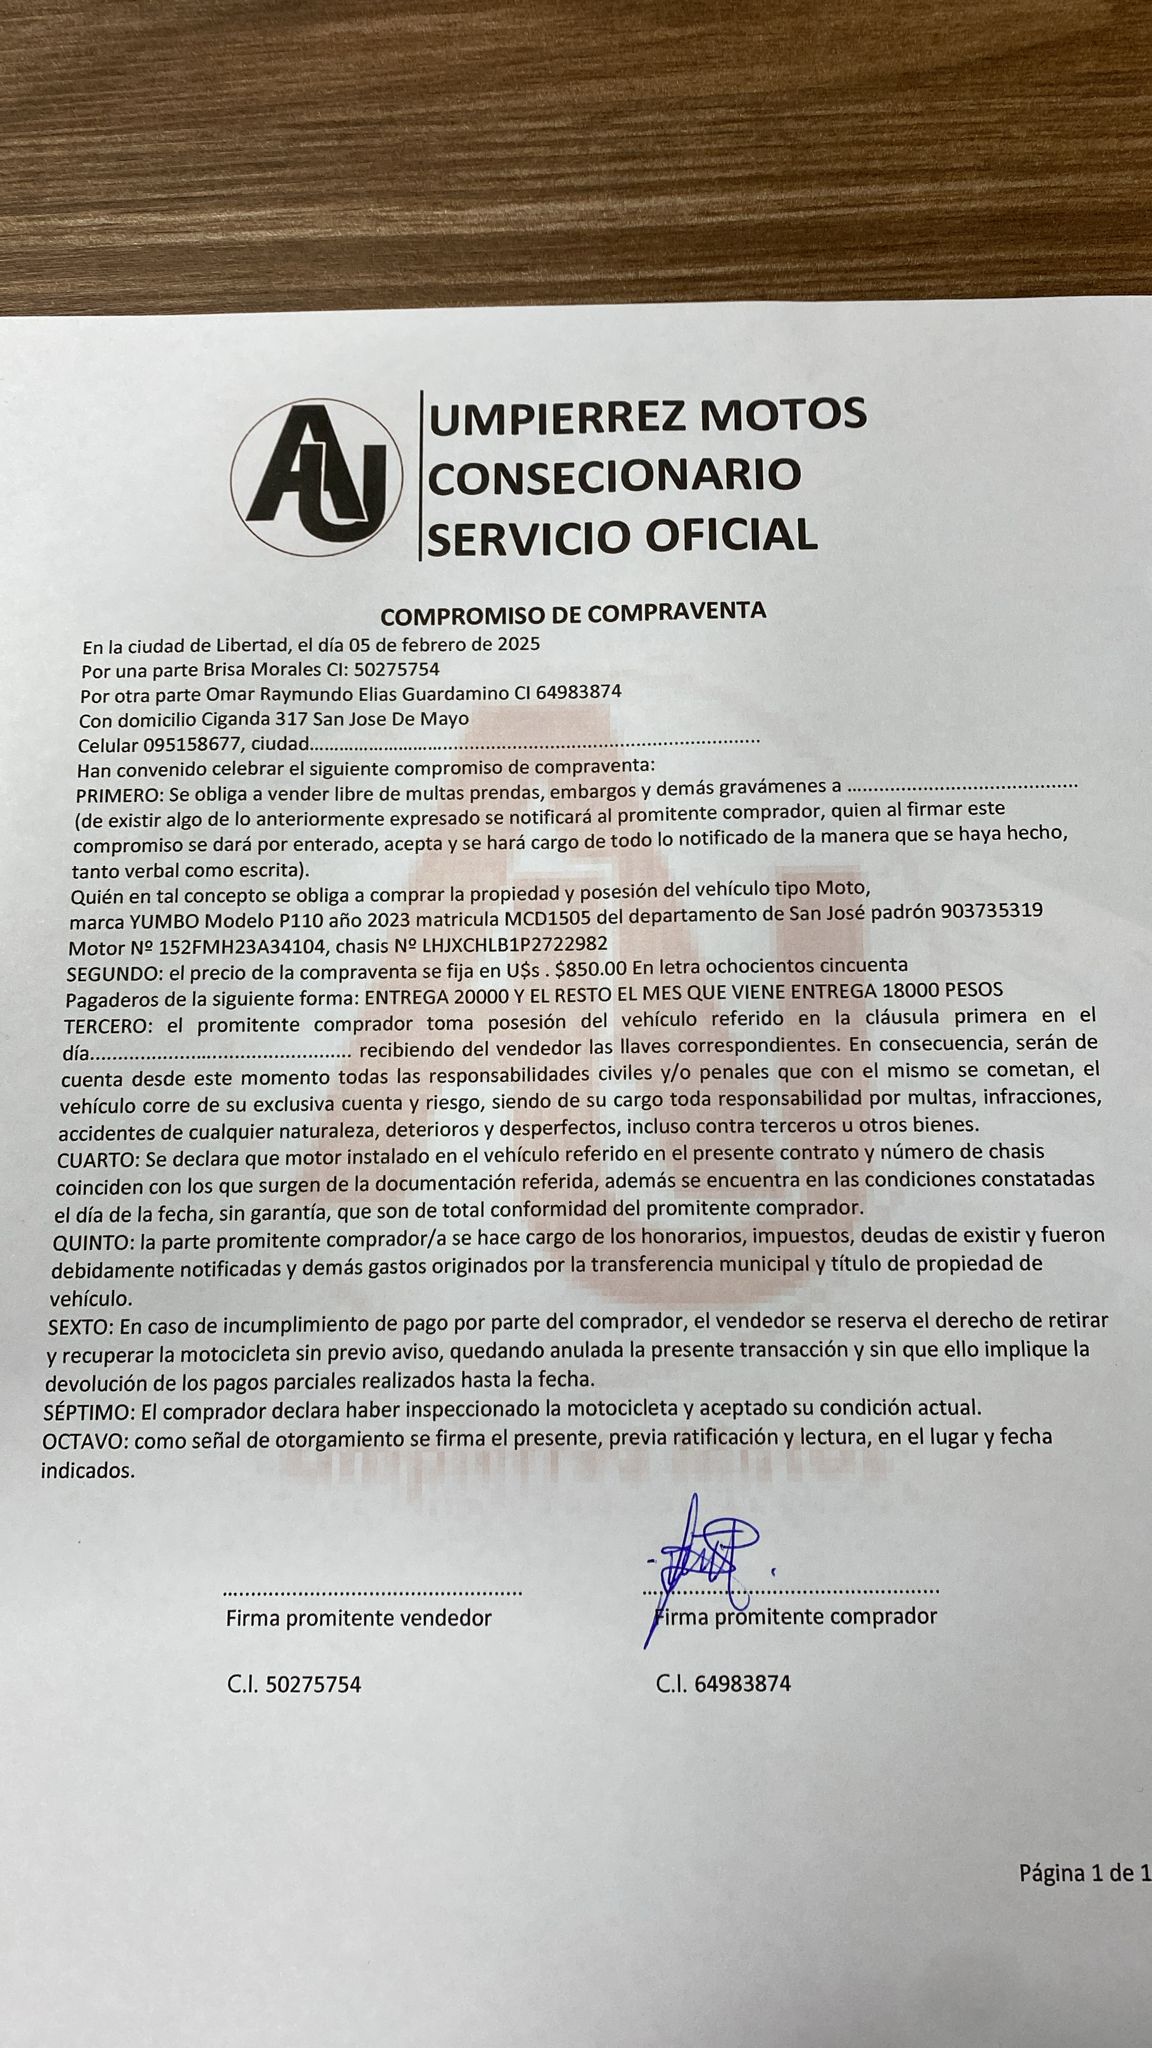 AU
UMPIERREZ MOTOS
CONSECIONARIO
SERVICIO OFICIAL
COMPROMISO DE COMPRAVENTA
En la ciudad de Libertad, el día 05 de febrero de 2025
Por una parte Brisa Morales CI: 50275754
Por otra parte Omar Raymundo Elias Guardamino CI 64983874
Con domicilio Ciganda 317 San Jose De Mayo
Celular 095158677, ciudad....................................................................................................
Han convenido celebrar el siguiente compromiso de compraventa:
PRIMERO: Se obliga a vender libre de multas prendas, embargos y demás gravámenes a ..........................................
(de existir algo de lo anteriormente expresado se notificará al promitente comprador, quien al firmar este
compromiso se dará por enterado, acepta y se hará cargo de todo lo notificado de la manera que se haya hecho,
tanto verbal como escrita).
Quién en tal concepto se obliga a comprar la propiedad y posesión del vehículo tipo Moto,
marca YUMBO Modelo P110 año 2023 matricula MCD1505 del departamento de San José padrón 903735319
Motor Nº 152FMH23A34104, chasis Nº LHJXCHLB1P2722982
SEGUNDO: el precio de la compraventa se fija en U$s . $850.00 En letra ochocientos cincuenta
Pagaderos de la siguiente forma: ENTREGA 20000 Y EL RESTO EL MES QUE VIENE ENTREGA 18000 PESOS
TERCERO: el promitente comprador toma posesión del vehículo referido en la cláusula primera en el
día................................................ recibiendo del vendedor las llaves correspondientes. En consecuencia, serán de
cuenta desde este momento todas las responsabilidades civiles y/o penales que con el mismo se cometan, el
vehículo corre de su exclusiva cuenta y riesgo, siendo de su cargo toda responsabilidad por multas, infracciones,
accidentes de cualquier naturaleza, deterioros y desperfectos, incluso contra terceros u otros bienes.
CUARTO: Se declara que motor instalado en el vehículo referido en el presente contrato y número de chasis
coinciden con los que surgen de la documentación referida, además se encuentra en las condiciones constatadas
el día de la fecha, sin garantía, que son de total conformidad del promitente comprador.
QUINTO: la parte promitente comprador/a se hace cargo de los honorarios, impuestos, deudas de existir y fueron
debidamente notificadas y demás gastos originados por la transferencia municipal y título de propiedad de
vehículo.
SEXTO: En caso de incumplimiento de pago por parte del comprador, el vendedor se reserva el derecho de retirar
y recuperar la motocicleta sin previo aviso, quedando anulada la presente transacción y sin que ello implique la
devolución de los pagos parciales realizados hasta la fecha.
SÉPTIMO: El comprador declara haber inspeccionado la motocicleta y aceptado su condición actual.
OCTAVO: como señal de otorgamiento se firma el presente, previa ratificación y lectura, en el lugar y fecha
indicados.
Firma promitente vendedor
Firma promitente comprador
C.I. 50275754
C.I. 64983874
Página 1 de 1